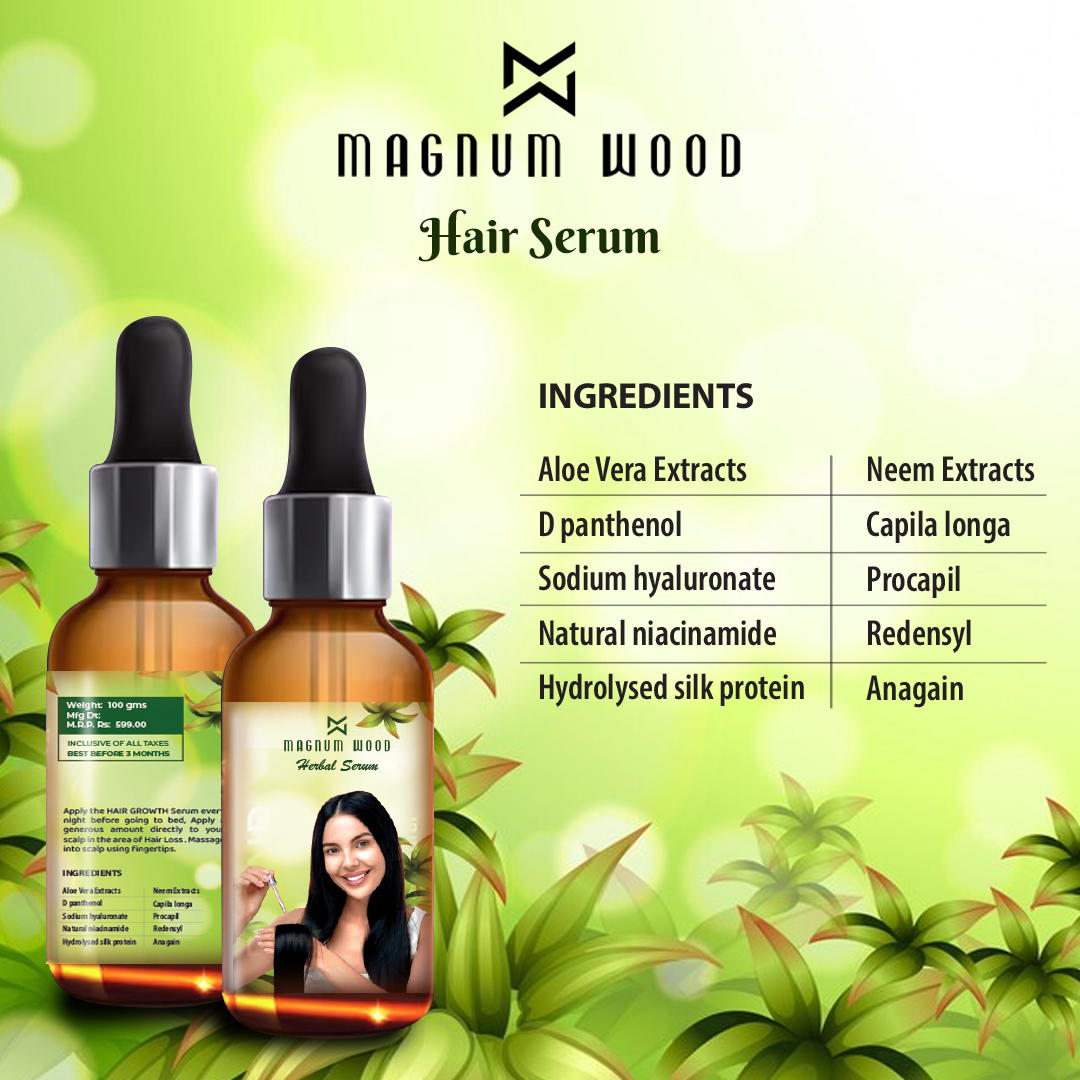 MAGNUM WOOD
Hair Serum
INGREDIENTS
Aloe Vera Extracts
Neem Extracts
D panthenol
Capila longa
Sodium hyaluronate
Procapil
Natural niacinamide
Redensyl
Hydrolysed silk protein
Anagain
Weight: 100 gms
Mfg Dt:
M.R.P. Rs: 599.00
INCLUSIVE OF ALL TAXES
BEST BEFORE 3 MONTHS
Apply the HAIR GROWTH Serum every
night before going to bed, Apply a
generous amount directly to you
scalp in the area of Hair Loss. Massage
into scalp using fingertips.
INGREDIENTS
Aloe Vera Extracts
Neem Extracts
D panthenol
Capila longa
Sodium hyaluronate
Procapil
Natural niacinamide
Redensyl
Hydrolysed silk protein
Anagain
MAGNUM WOOD
Herbal Serum